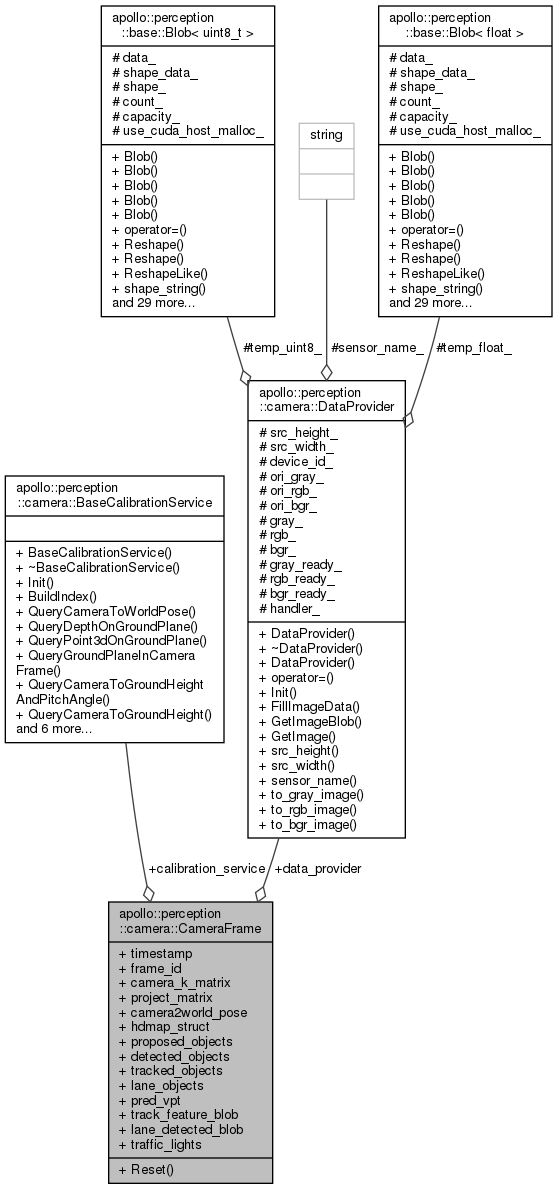 apollo::perception
::base::Blob< uint8_t >
# data_
# shape_data_
# shape_
# count_
# capacity_
# use_cuda_host_malloc_
+ Blob()
+ Blob()
+ Blob()
+ Blob()
+ Blob()
+ operator=()
+ Reshape()
+ Reshape()
+ ReshapeLike()
+ shape_string()
and 29 more...
string
apollo::perception
::base::Blob< float >
# data_
# shape_data_
# shape_
# count_
# capacity_
# use_cuda_host_malloc_
+ Blob()
+ Blob()
+ Blob()
+ Blob()
+ Blob()
+ operator=()
+ Reshape()
+ Reshape()
+ ReshapeLike()
+ shape_string()
and 29 more...
#temp_uint8_
#sensor_name_
#temp_float_
apollo::perception
::camera::DataProvider
# src_height_
# src_width_
# device_id_
# ori_gray_
# ori_rgb_
# ori_bgr_
# gray_
# rgb_
# bgr_
# gray_ready_
# rgb_ready_
# bgr_ready_
# handler_
+ DataProvider()
+ ~DataProvider()
+ DataProvider()
+ operator=()
+ Init()
+ FillImageData()
+ GetImageBlob()
+ GetImage()
+ src_height()
+ src_width()
+ sensor_name()
+ to_gray_image()
+ to_rgb_image()
+ to_bgr_image()
apollo::perception
::camera::BaseCalibrationService
+ BaseCalibrationService()
+ ~BaseCalibrationService()
+ Init()
+ BuildIndex()
+ QueryCameraToWorldPose()
+ QueryDepthOnGroundPlane()
+ QueryPoint3dOnGroundPlane()
+ QueryGroundPlaneInCamera
Frame()
+ QueryCameraToGroundHeight
AndPitchAngle()
+ QueryCameraToGroundHeight()
and 6 more...
+calibration_service
+data_provider
apollo::perception
::camera::CameraFrame
+ timestamp
+ frame_id
+ camera_k_matrix
+ project_matrix
+ camera2world_pose
+ hdmap_struct
+ proposed_objects
+ detected_objects
+ tracked_objects
+ lane_objects
+ pred_vpt
+ track_feature_blob
+ lane_detected_blob
+ traffic_lights
+ Reset()